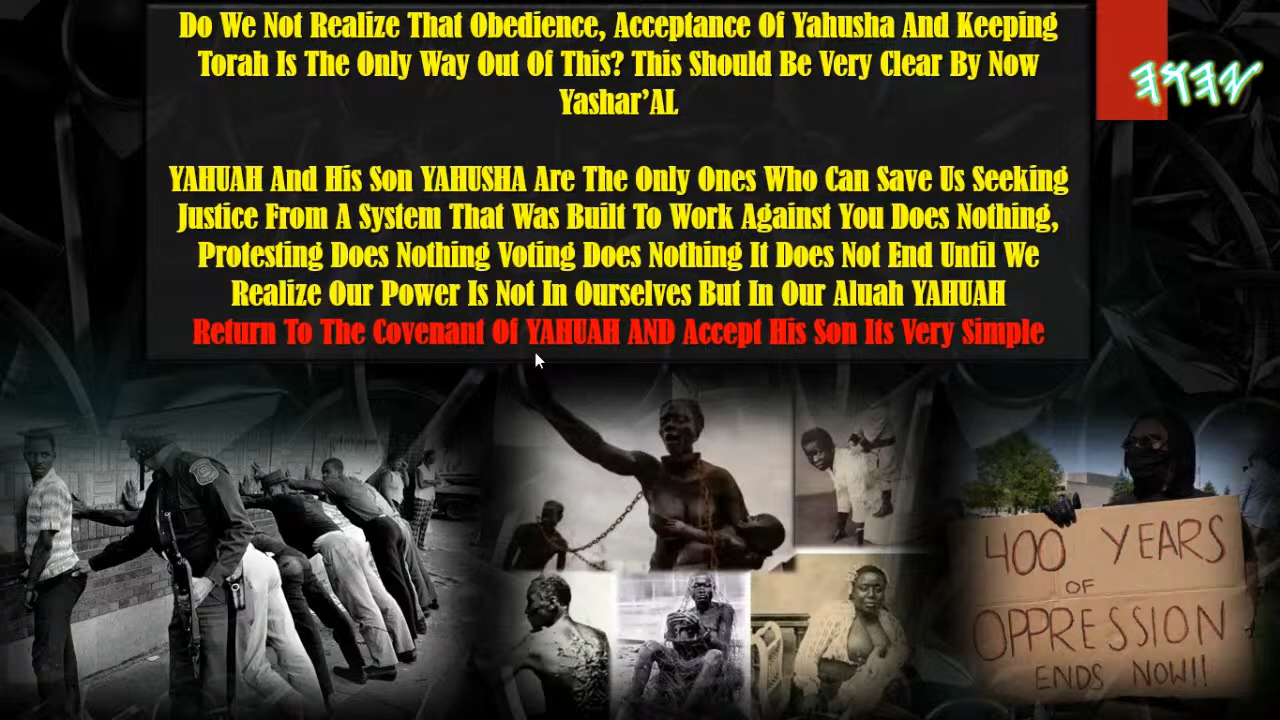 Do We Not Realize That Obedience, Acceptance Of Yahusha And Keeping
Torah Is The Only Way Out Of This? This Should Be Very Clear By Now
Yashar’AL
YAHUAH And His Son YAHUSHA Are The Only Ones Who Can Save Us Seeking
Justice From A System That Was Built To Work Against You Does Nothing,
Protesting Does Nothing Voting Does Nothing It Does Not End Until We
Realize Our Power Is Not In Ourselves But In Our Aluah YAHUAH
Return To The Covenant Of YAHUAH AND Accept His Son Its Very Simple
𐤉𐤄𐤅𐤄
400 YEARS
OF
OPPRESSION
ENDS NOW!!